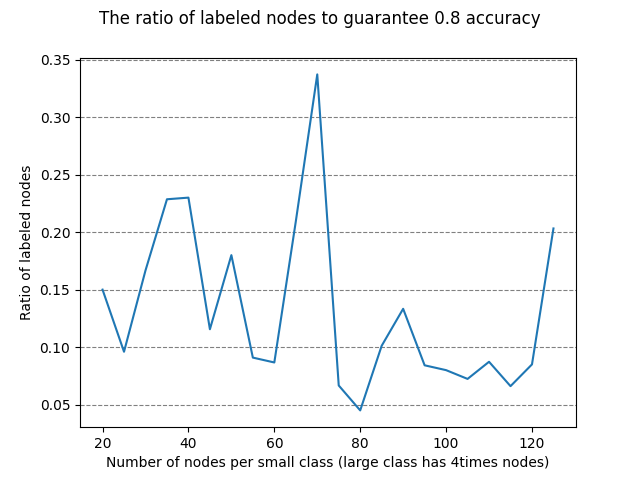 The ratio of labeled nodes to guarantee 0.8 accuracy
0.35
0.30
0.25
0.20
0.15
0.10
0.05
Ratio of labeled nodes
20 40 60 80 100 120
Number of nodes per small class (large class has 4times nodes)